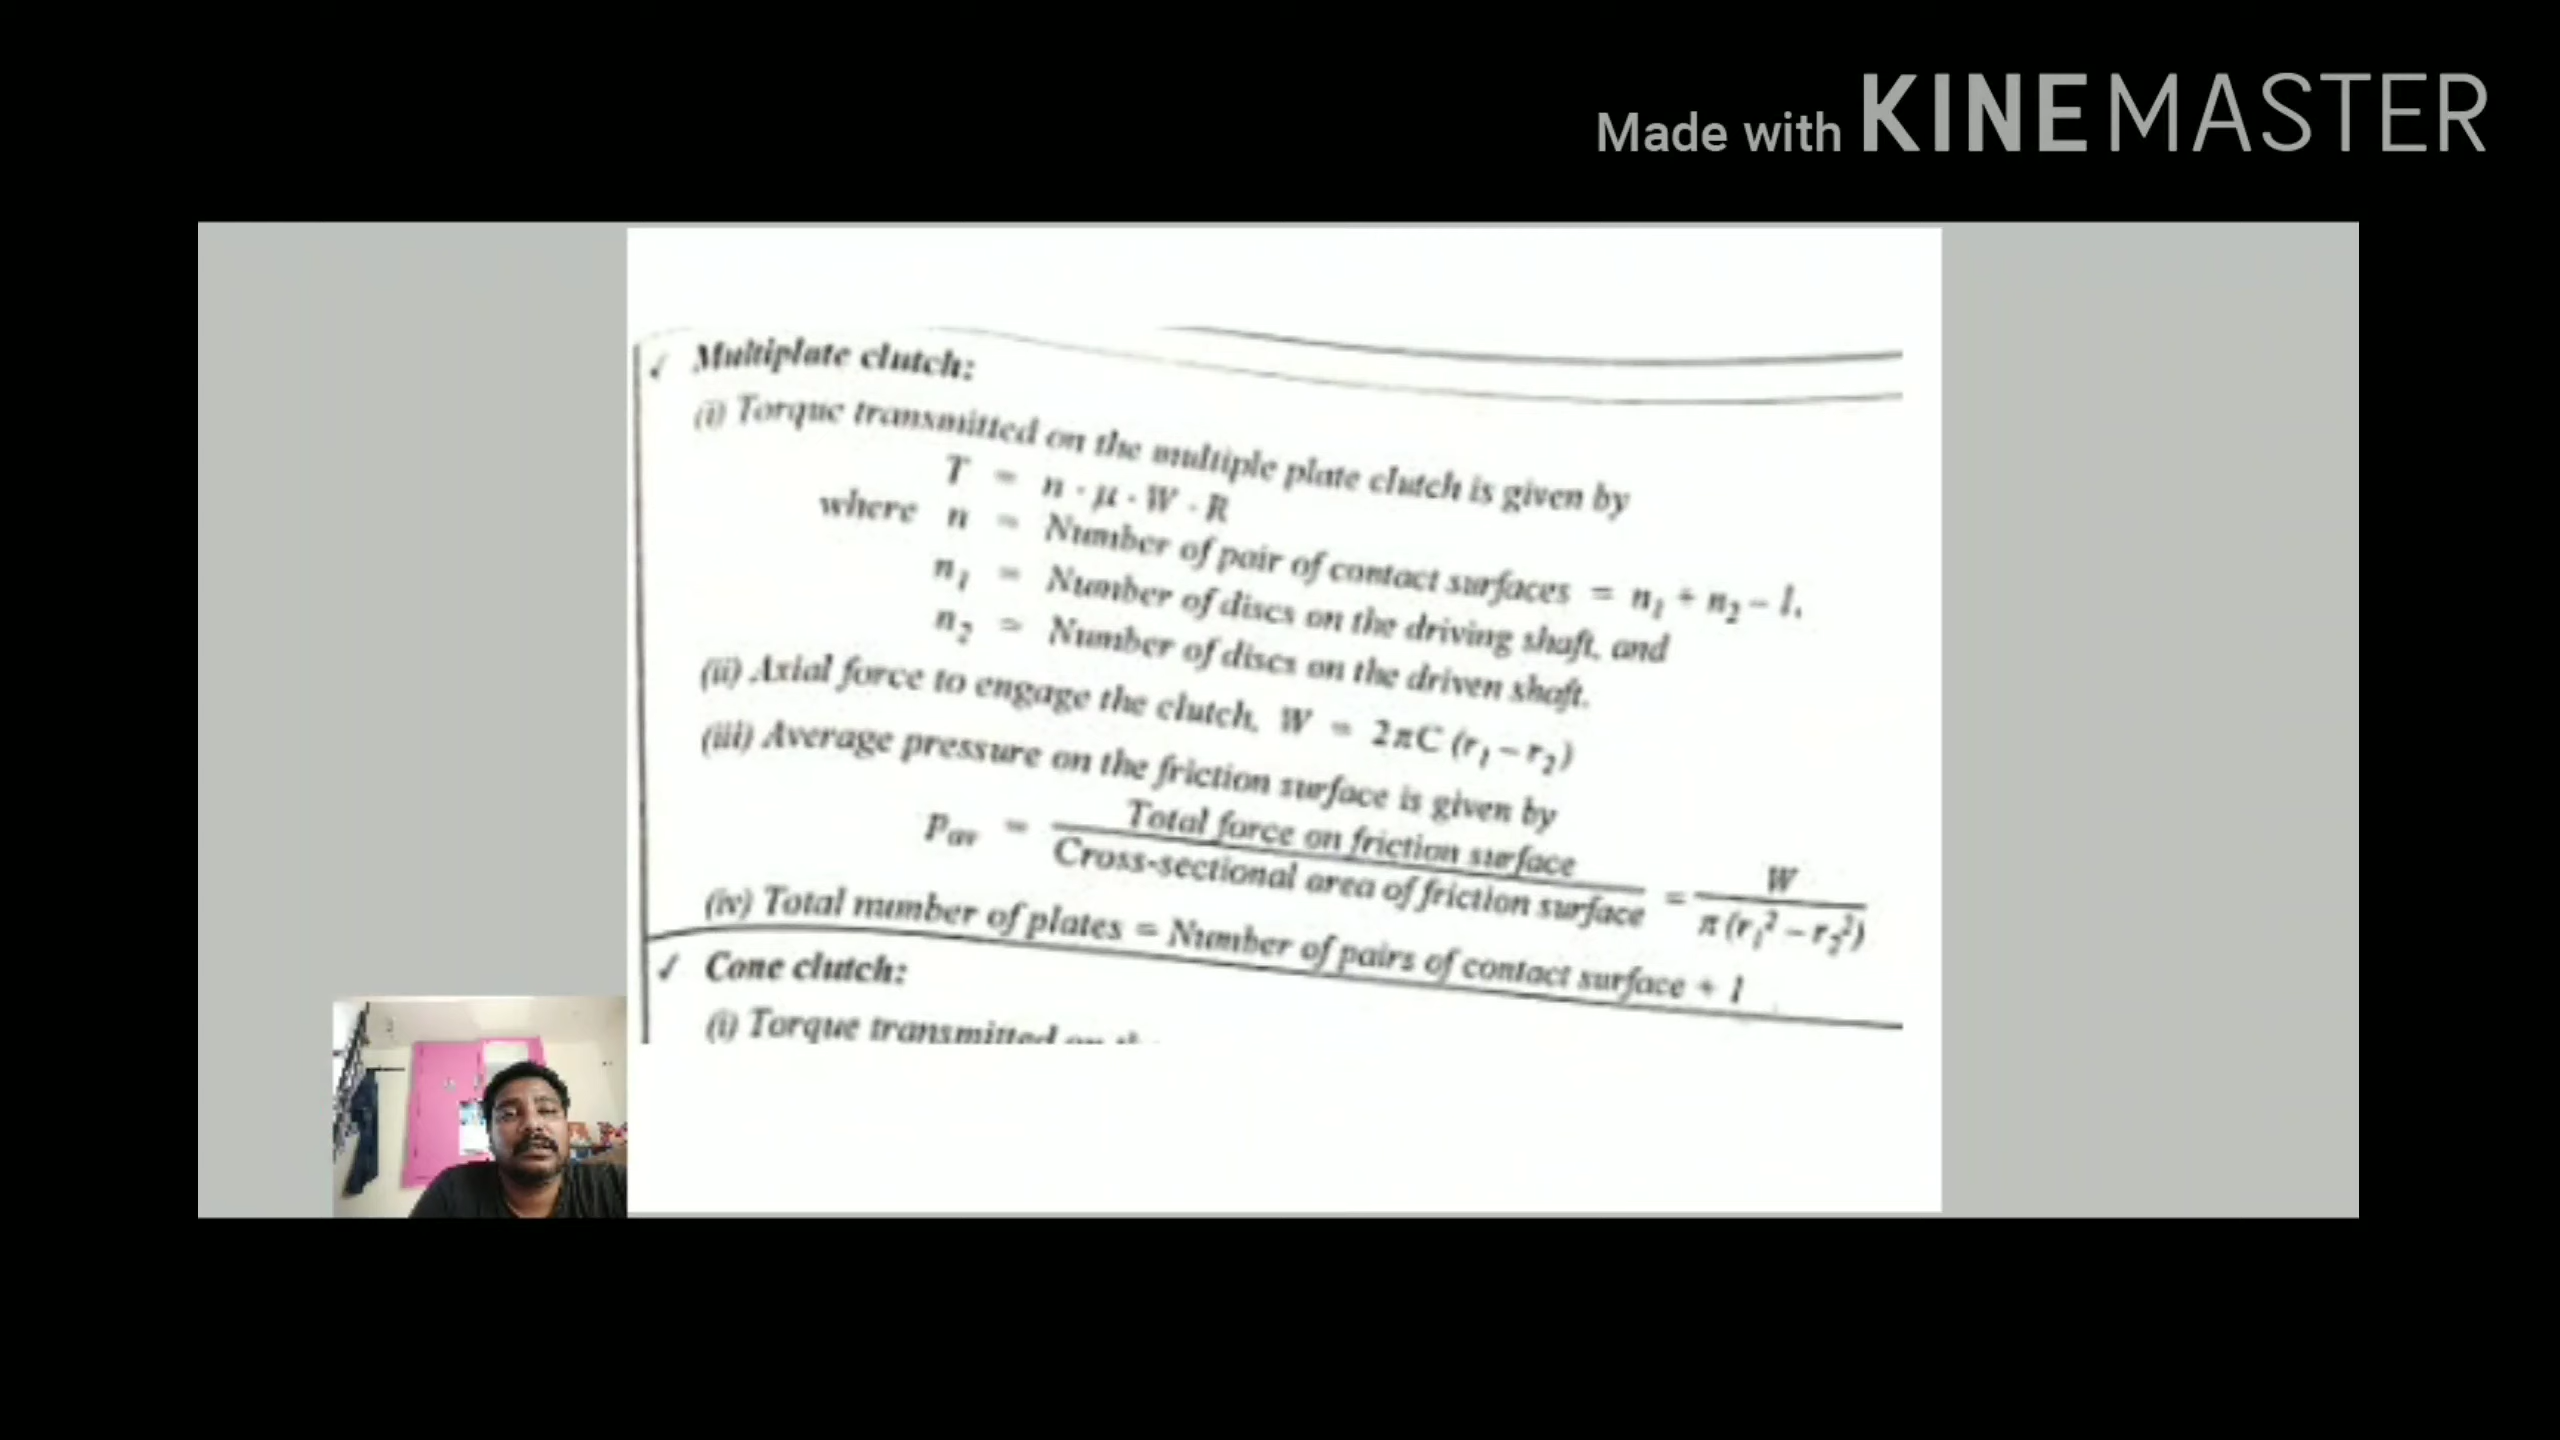 Made with KINEMASTER
✓ Multiplate clutch:
(i) Torque transmitted on the multiple plate clutch is given by
T = n · μ · W · R
where n = Number of pair of contact surfaces = n₁ + n₂ – 1,
n₁ = Number of discs on the driving shaft, and
n₂ = Number of discs on the driven shaft.
(ii) Axial force to engage the clutch, W = 2πC (r₁ – r₂)
(iii) Average pressure on the friction surface is given by
pₐᵥ = Total force on friction surface / Cross-sectional area of friction surface = W / π (r₁² – r₂²)
(iv) Total number of plates = Number of pairs of contact surface + 1
✓ Cone clutch:
(i) Torque transmitted on